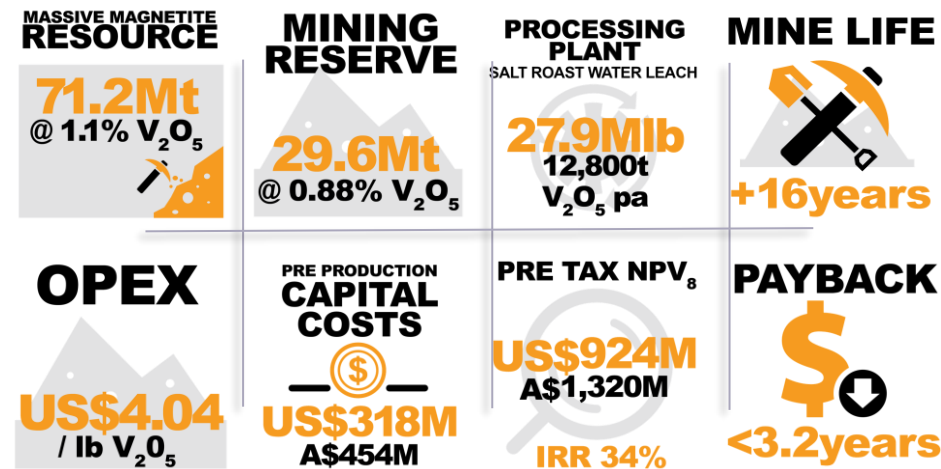 MASSIVE MAGNETITE
RESOURCE
71.2Mt
@ 1.1% V₂O₅
MINING
RESERVE
29.6Mt
@ 0.88% V₂O₅
PROCESSING
PLANT
SALT ROAST WATER LEACH
27.9Mlb
12,800t
V₂O₅ pa
MINE LIFE
+16years
OPEX
US$4.04
/ lb V₂0₅
PRE PRODUCTION
CAPITAL
COSTS
$
US$318M
A$454M
PRE TAX NPV₈
US$924M
A$1,320M
IRR 34%
PAYBACK
$
<3.2years